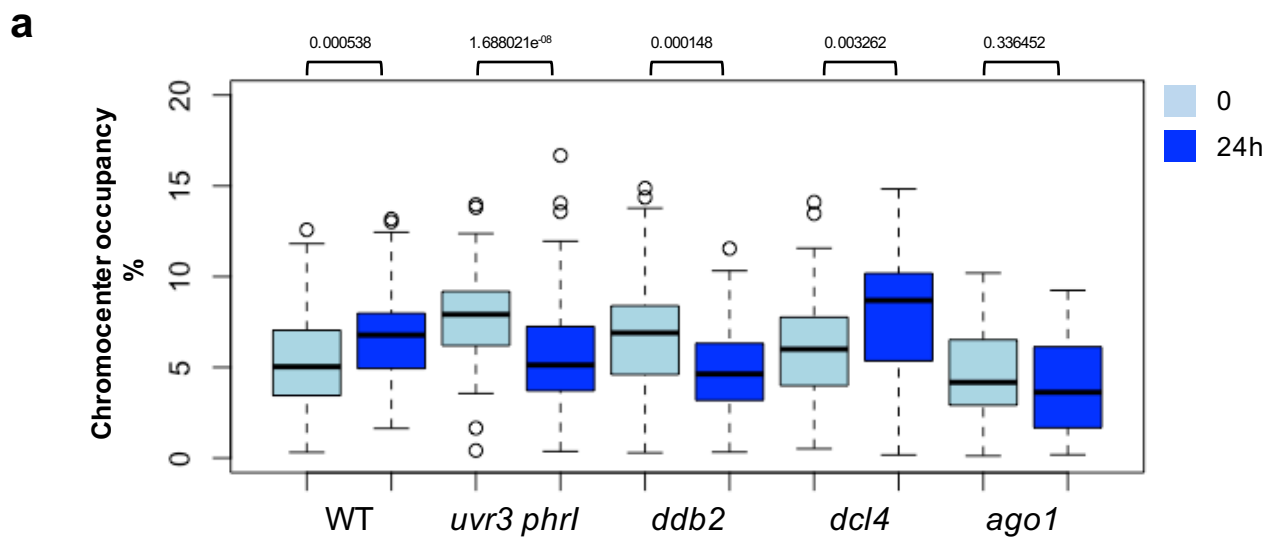 a
0.000538 1.688021e-08 0.000148 0.003262 0.336452
0
24h
Chromocenter occupancy
%
20
15
10
5
0
WT uvr3 phrI ddb2 dcl4 ago1